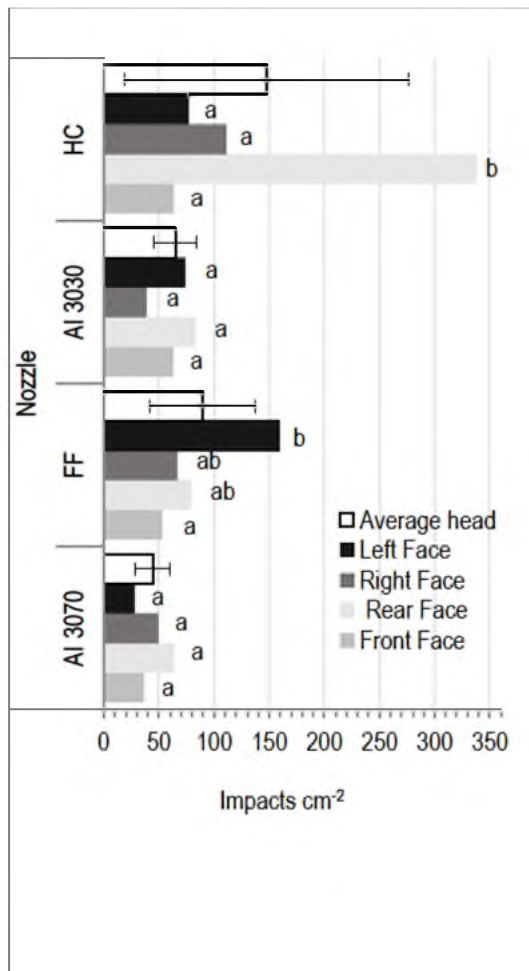 Nozzle
HC
a
a
b
a
AI 3030
a
a
a
a
FF
b
ab
ab
a
AI 3070
a
a
a
a
Average head
Left Face
Right Face
Rear Face
Front Face
0 50 100 150 200 250 300 350
Impacts cm⁻²